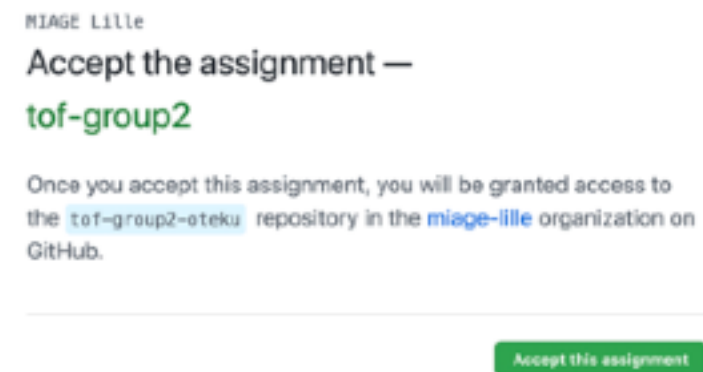 MIAGE Lille
Accept the assignment —
tof-group2
Once you accept this assignment, you will be granted access to
the tof-group2-oteku repository in the miage-lille organization on
GitHub.
Accept this assignment